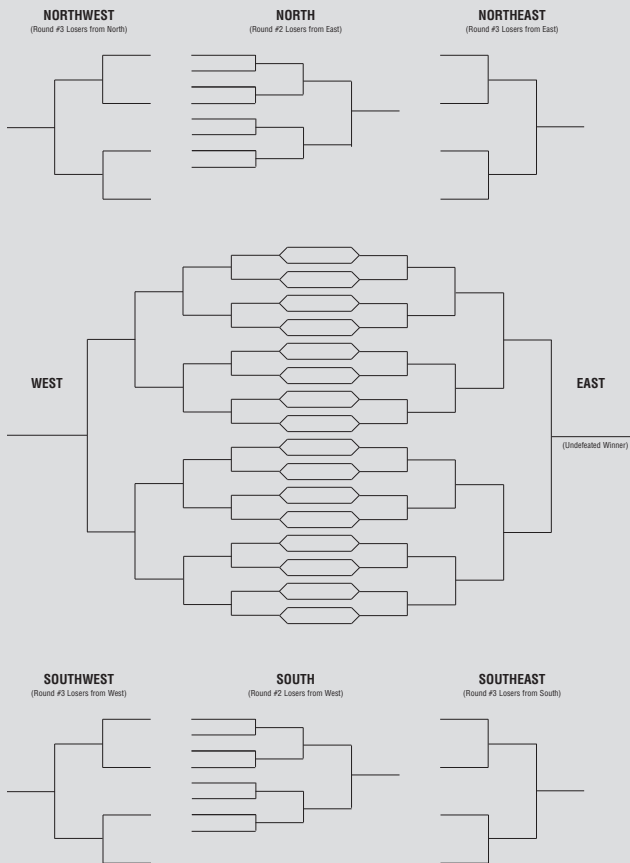 NORTHWEST
(Round #3 Losers from North)
NORTH
(Round #2 Losers from East)
NORTHEAST
(Round #3 Losers from East)
WEST
EAST
(Undefeated Winner)
SOUTHWEST
(Round #3 Losers from West)
SOUTH
(Round #2 Losers from West)
SOUTHEAST
(Round #3 Losers from South)